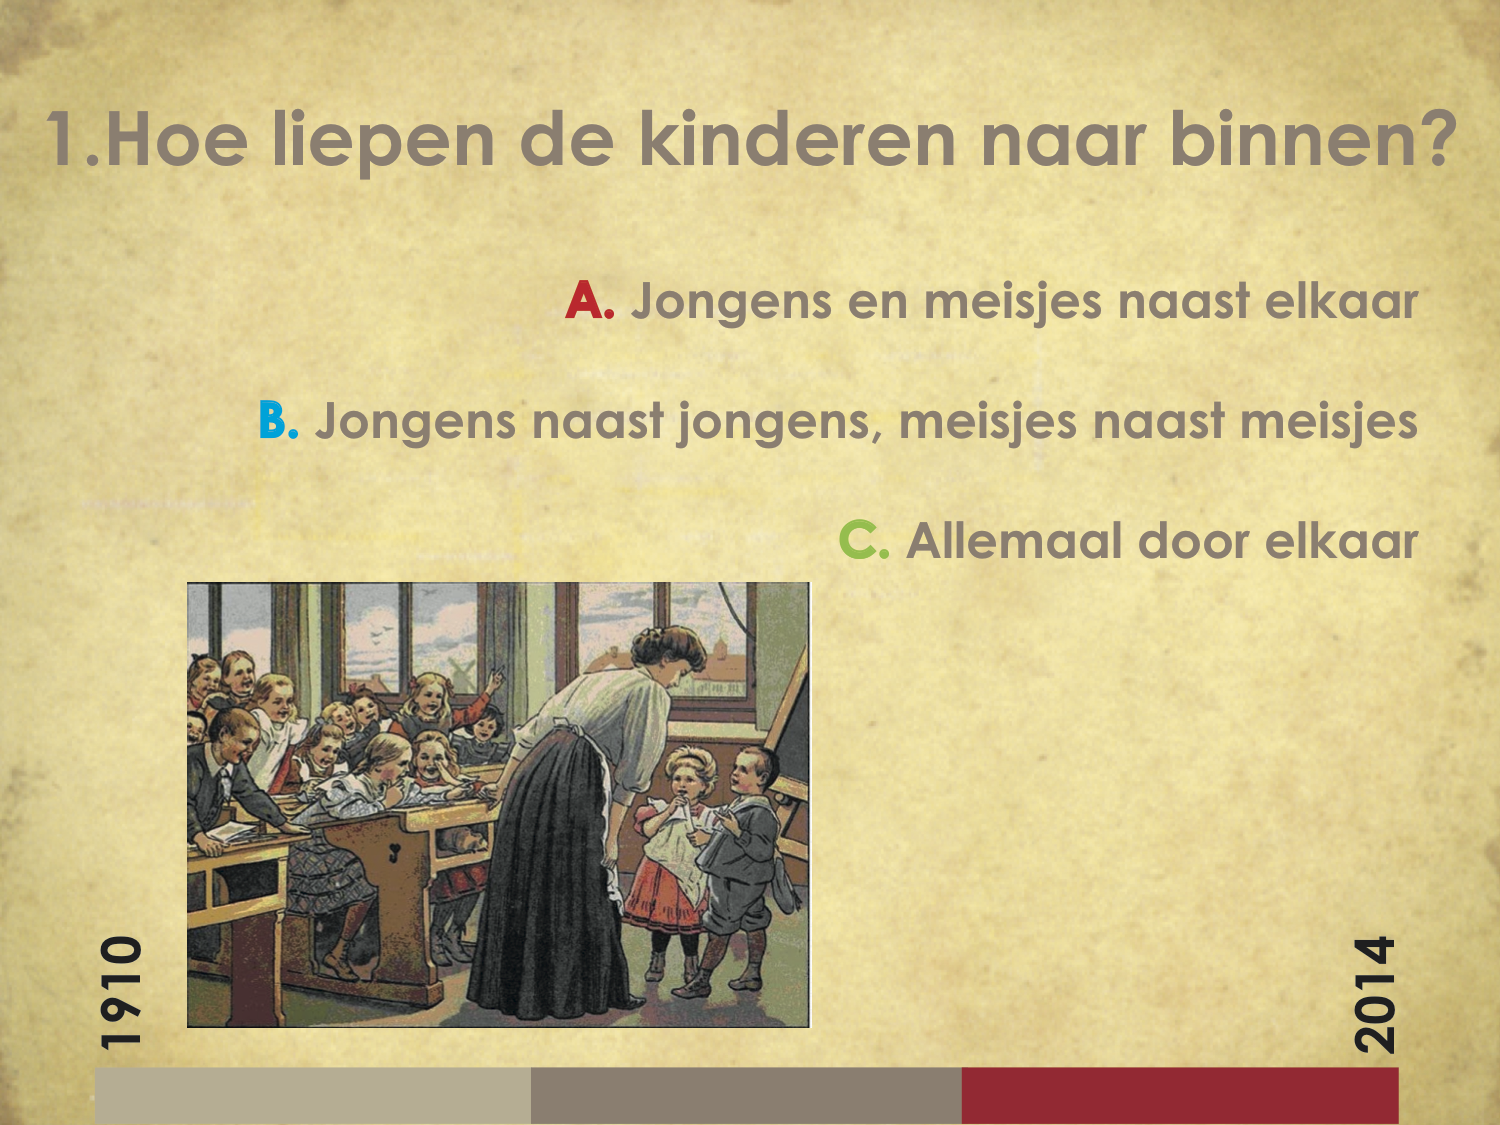 1.Hoe liepen de kinderen naar binnen?
A. Jongens en meisjes naast elkaar
B. Jongens naast jongens, meisjes naast meisjes
C. Allemaal door elkaar
1910
2014